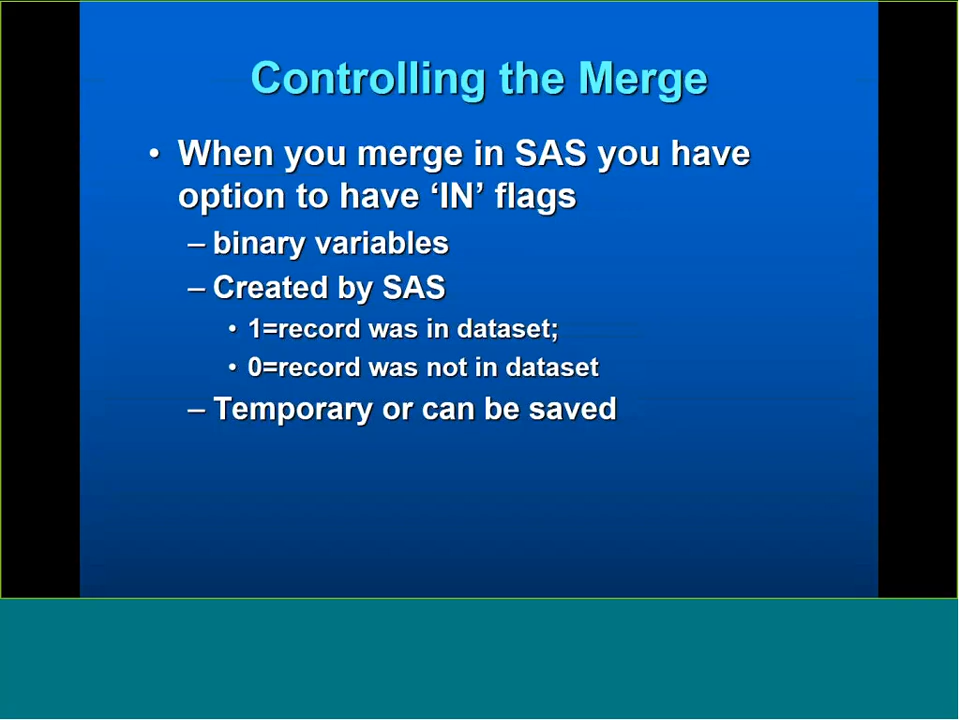 Controlling the Merge
• When you merge in SAS you have
option to have ‘IN’ flags
– binary variables
– Created by SAS
• 1=record was in dataset;
• 0=record was not in dataset
– Temporary or can be saved